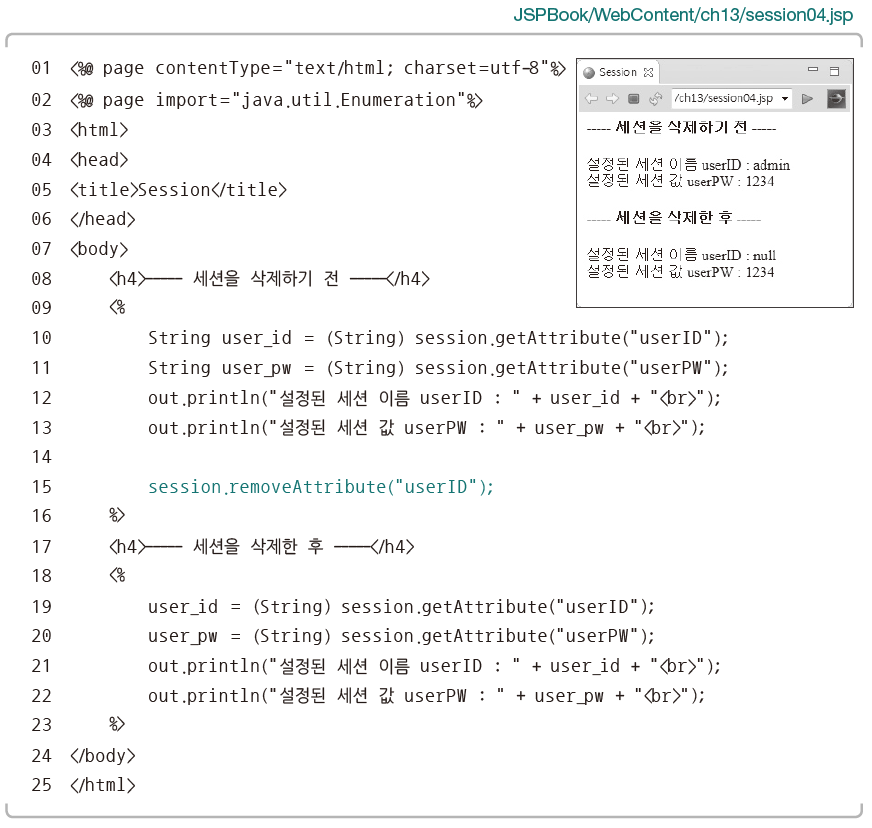 JSPBook/WebContent/ch13/session04.jsp
01 <%@ page contentType="text/html; charset=utf-8"%>
02 <%@ page import="java.util.Enumeration"%>
03 <html>
04 <head>
05 <title>Session</title>
06 </head>
07 <body>
08 <h4>----- 세션을 삭제하기 전 -----</h4>
09 <%
10 String user_id = (String) session.getAttribute("userID");
11 String user_pw = (String) session.getAttribute("userPW");
12 out.println("설정된 세션 이름 userID : " + user_id + "<br>");
13 out.println("설정된 세션 값 userPW : " + user_pw + "<br>");
14
15 session.removeAttribute("userID");
16 %>
17 <h4>----- 세션을 삭제한 후 -----</h4>
18 <%
19 user_id = (String) session.getAttribute("userID");
20 user_pw = (String) session.getAttribute("userPW");
21 out.println("설정된 세션 이름 userID : " + user_id + "<br>");
22 out.println("설정된 세션 값 userPW : " + user_pw + "<br>");
23 %>
24 </body>
25 </html>
Session
/ch13/session04.jsp
----- 세션을 삭제하기 전 -----
설정된 세션 이름 userID : admin
설정된 세션 값 userPW : 1234
----- 세션을 삭제한 후 -----
설정된 세션 이름 userID : null
설정된 세션 값 userPW : 1234